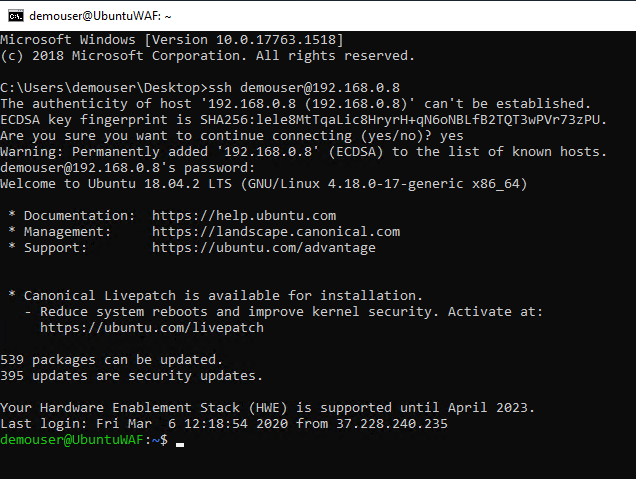 demouser@UbuntuWAF: ~
Microsoft Windows [Version 10.0.17763.1518]
(c) 2018 Microsoft Corporation. All rights reserved.
C:\Users\demouser\Desktop>ssh demouser@192.168.0.8
The authenticity of host '192.168.0.8 (192.168.0.8)' can't be established.
ECDSA key fingerprint is SHA256:lele8MtTqaLic8HryrH+qN6oNBLfB2TQT3wPVr73zPU.
Are you sure you want to continue connecting (yes/no)? yes
Warning: Permanently added '192.168.0.8' (ECDSA) to the list of known hosts.
demouser@192.168.0.8's password:
Welcome to Ubuntu 18.04.2 LTS (GNU/Linux 4.18.0-17-generic x86_64)
* Documentation:  https://help.ubuntu.com
* Management:     https://landscape.canonical.com
* Support:        https://ubuntu.com/advantage
* Canonical Livepatch is available for installation.
- Reduce system reboots and improve kernel security. Activate at:
https://ubuntu.com/livepatch
539 packages can be updated.
395 updates are security updates.
Your Hardware Enablement Stack (HWE) is supported until April 2023.
Last login: Fri Mar  6 12:18:54 2020 from 37.228.240.235
demouser@UbuntuWAF:~$